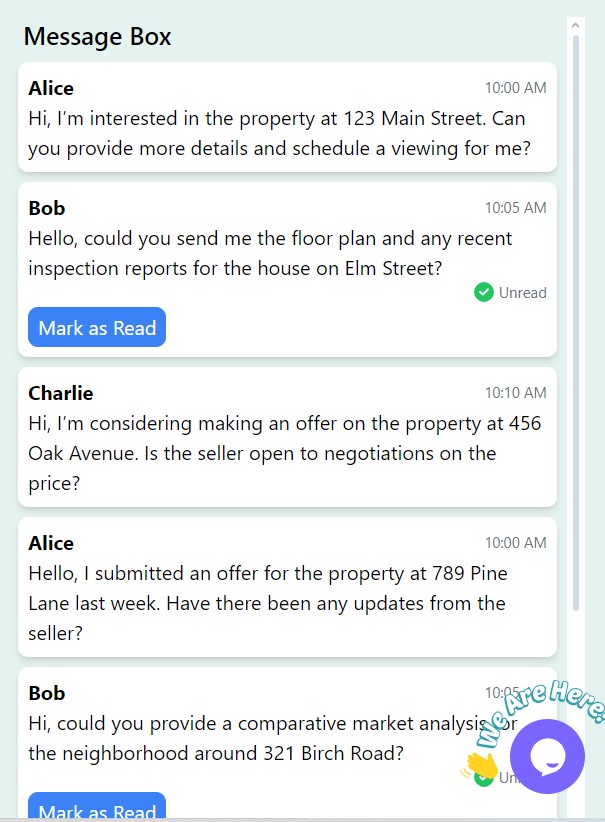 Message Box
Alice
10:00 AM
Hi, I’m interested in the property at 123 Main Street. Can
you provide more details and schedule a viewing for me?
Bob
10:05 AM
Hello, could you send me the floor plan and any recent
inspection reports for the house on Elm Street?
Unread
Mark as Read
Charlie
10:10 AM
Hi, I’m considering making an offer on the property at 456
Oak Avenue. Is the seller open to negotiations on the
price?
Alice
10:00 AM
Hello, I submitted an offer for the property at 789 Pine
Lane last week. Have there been any updates from the
seller?
Bob
10:05
We Are Here!
Hi, could you provide a comparative market analysis
the neighborhood around 321 Birch Road?
Mark as Read